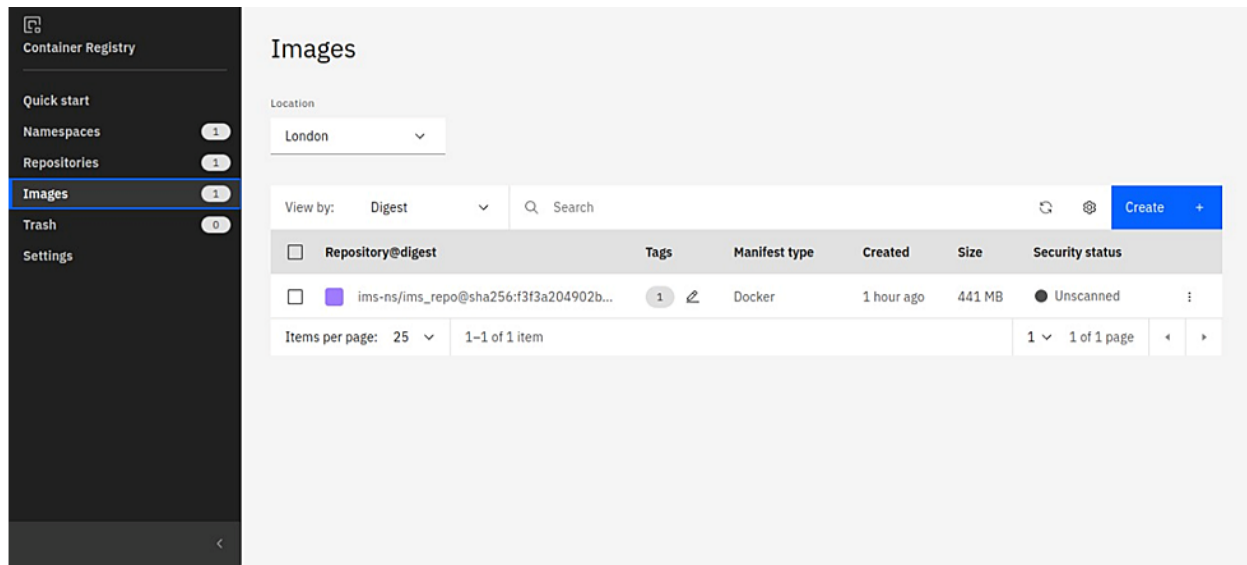 Container Registry
Quick start
Namespaces 1
Repositories 1
Images 1
Trash 0
Settings
Images
Location
London
View by: Digest Search Create +
Repository@digest Tags Manifest type Created Size Security status
ims-ns/ims_repo@sha256:f3f3a204902b... 1 Docker 1 hour ago 441 MB Unscanned
Items per page: 25 1–1 of 1 item 1 1 of 1 page